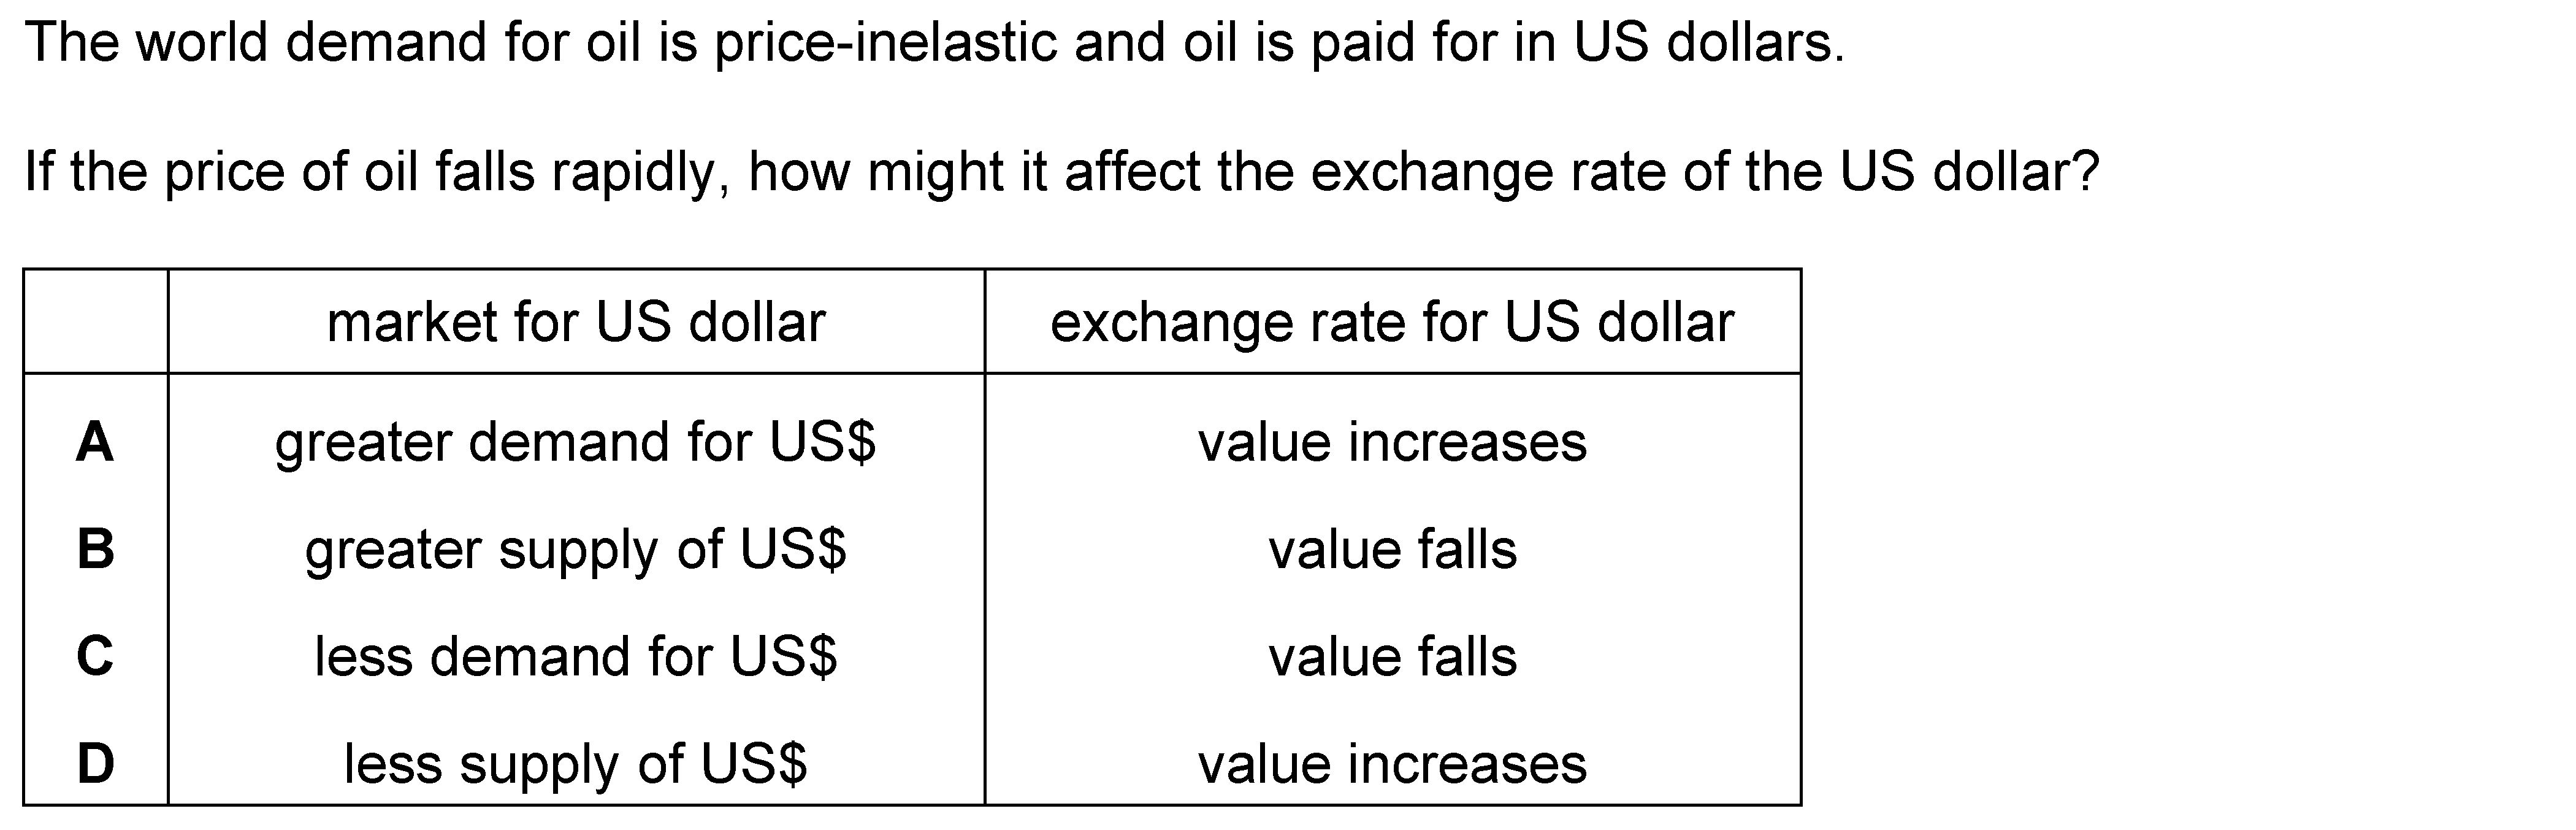 The world demand for oil is price-inelastic and oil is paid for in US dollars.
If the price of oil falls rapidly, how might it affect the exchange rate of the US dollar?
market for US dollar exchange rate for US dollar
A greater demand for US$ value increases
B greater supply of US$ value falls
C less demand for US$ value falls
D less supply of US$ value increases